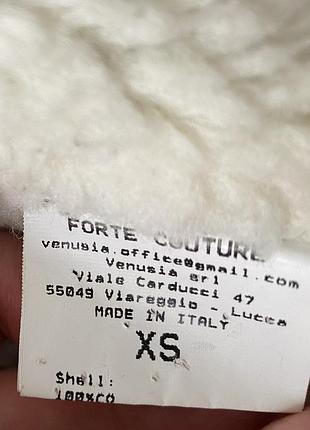 FORTE COUTURE
venusia.office@gmail.com
Venusia srl
Viale Carducci 47
55049 Viareggio - Lucca
MADE IN ITALY
XS
Shell:
100%CO